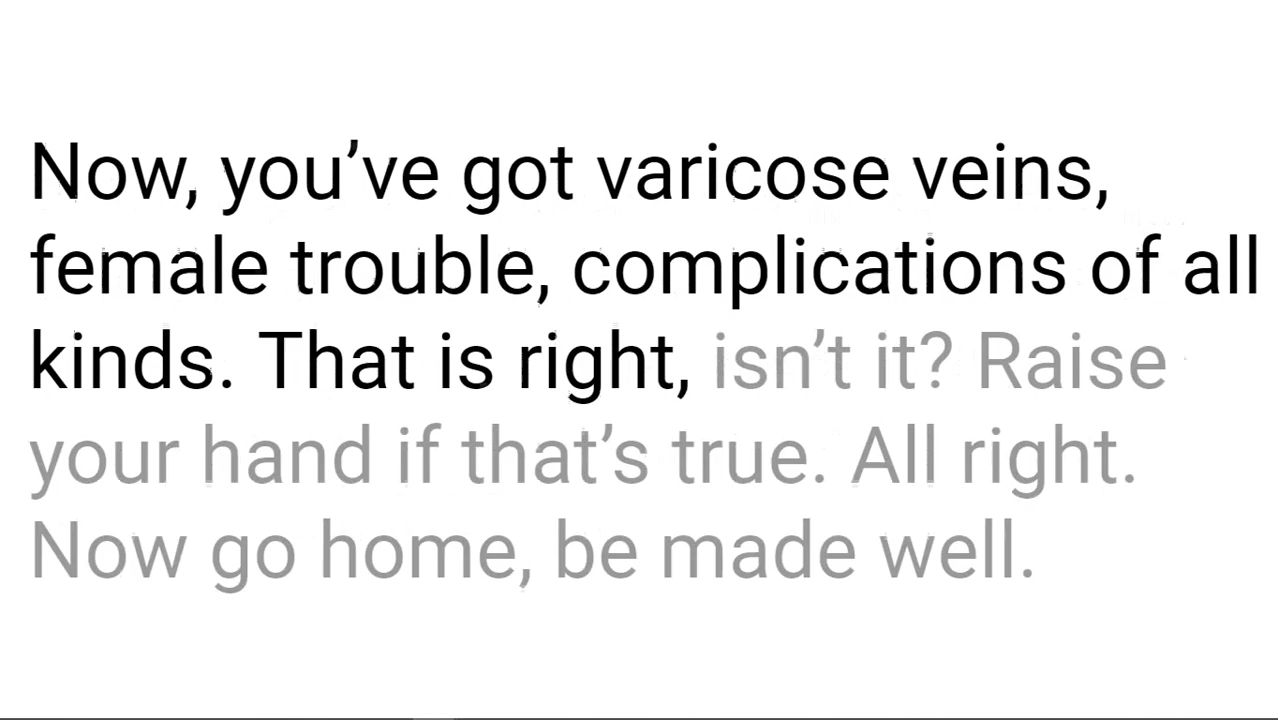 Now, you’ve got varicose veins,
female trouble, complications of all
kinds. That is right, isn’t it? Raise
your hand if that’s true. All right.
Now go home, be made well.